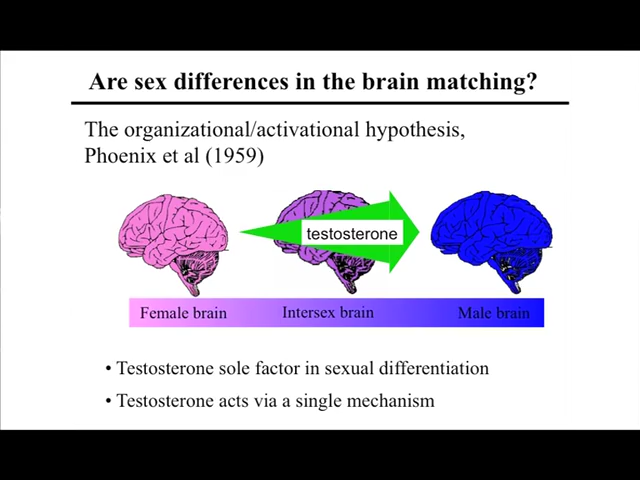 Are sex differences in the brain matching?
The organizational/activational hypothesis,
Phoenix et al (1959)
testosterone
Female brain Intersex brain Male brain
• Testosterone sole factor in sexual differentiation
• Testosterone acts via a single mechanism